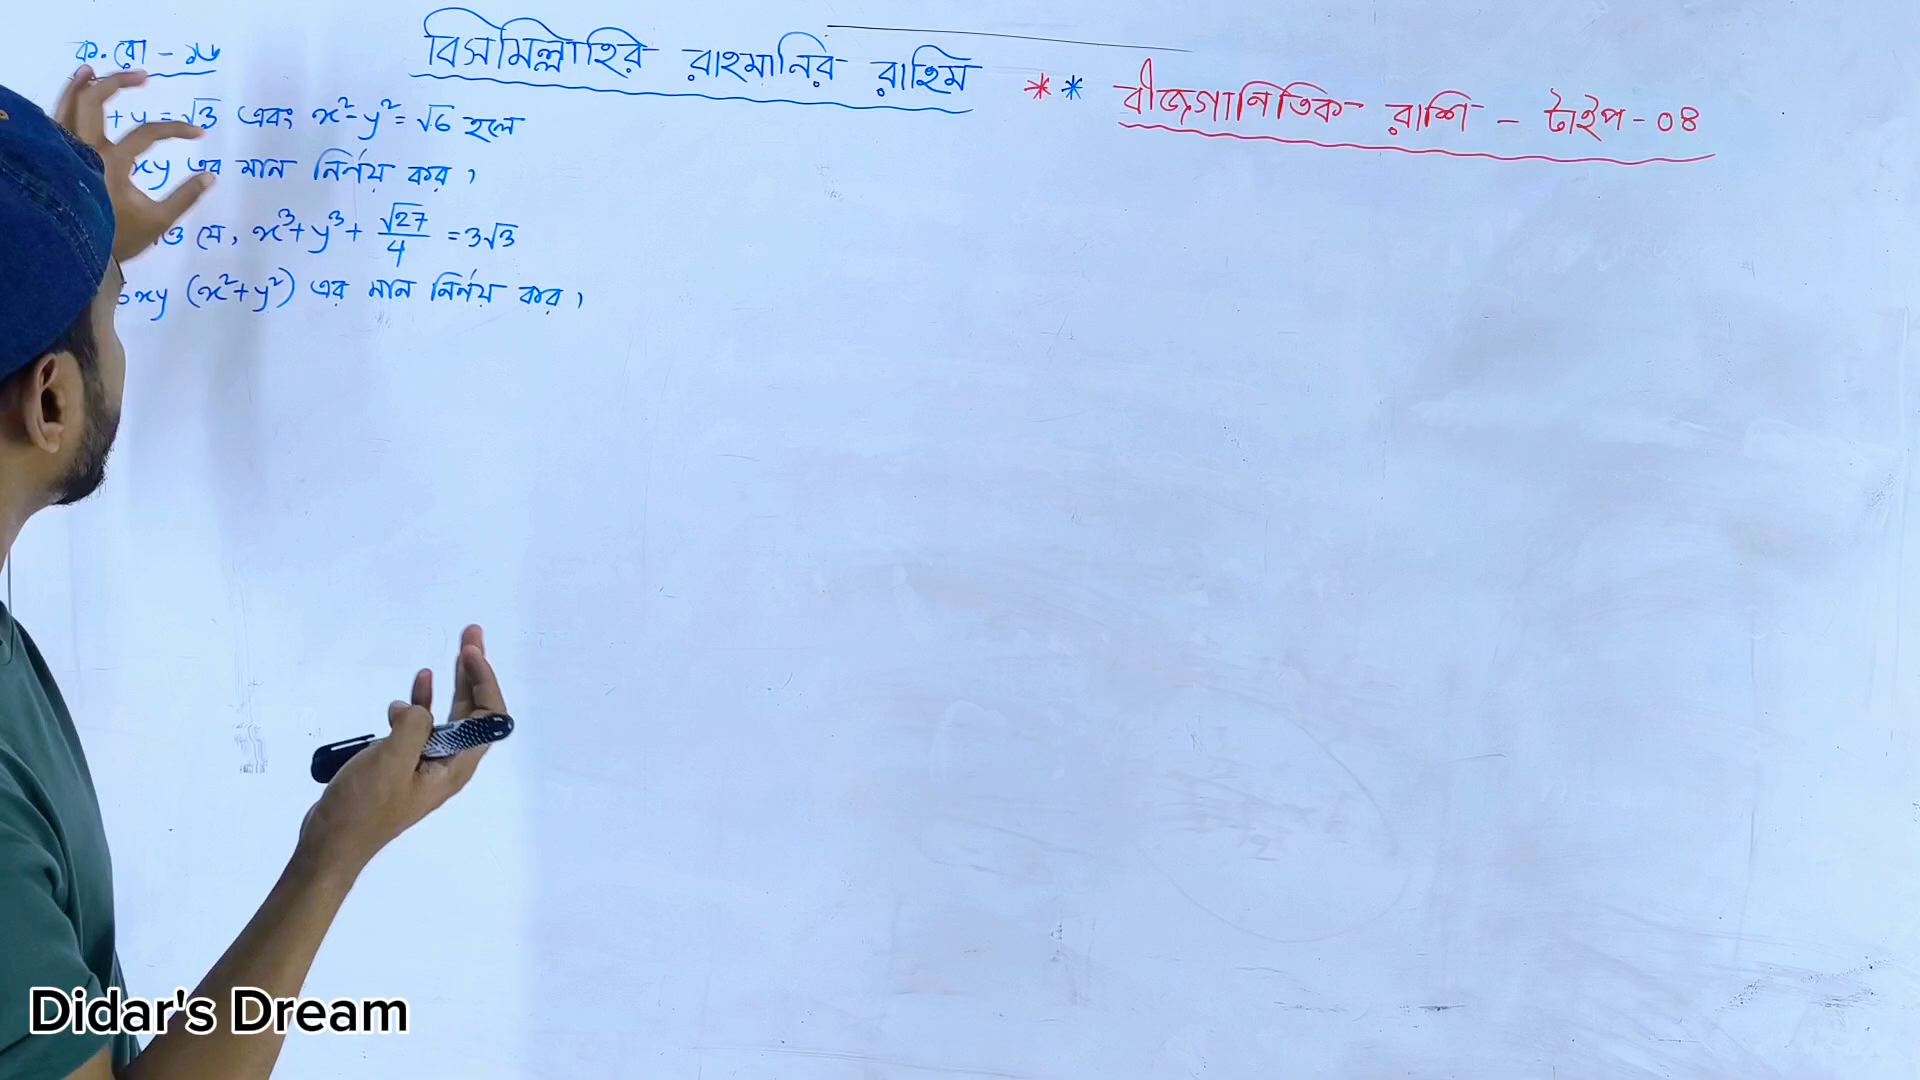 কু. বো - ১৬
বিসমিল্লাহির রাহমানির রাহিম
** বীজগাণিতিক রাশি - টাইপ - ০৪
+ y = √3 এবং x² - y² = √6 হলে
xy এর মান নির্ণয় কর ,
ও যে, x³ + y³ + √27/4 = 3√3
xy (x² + y²) এর মান নির্ণয় কর ,
Didar's Dream